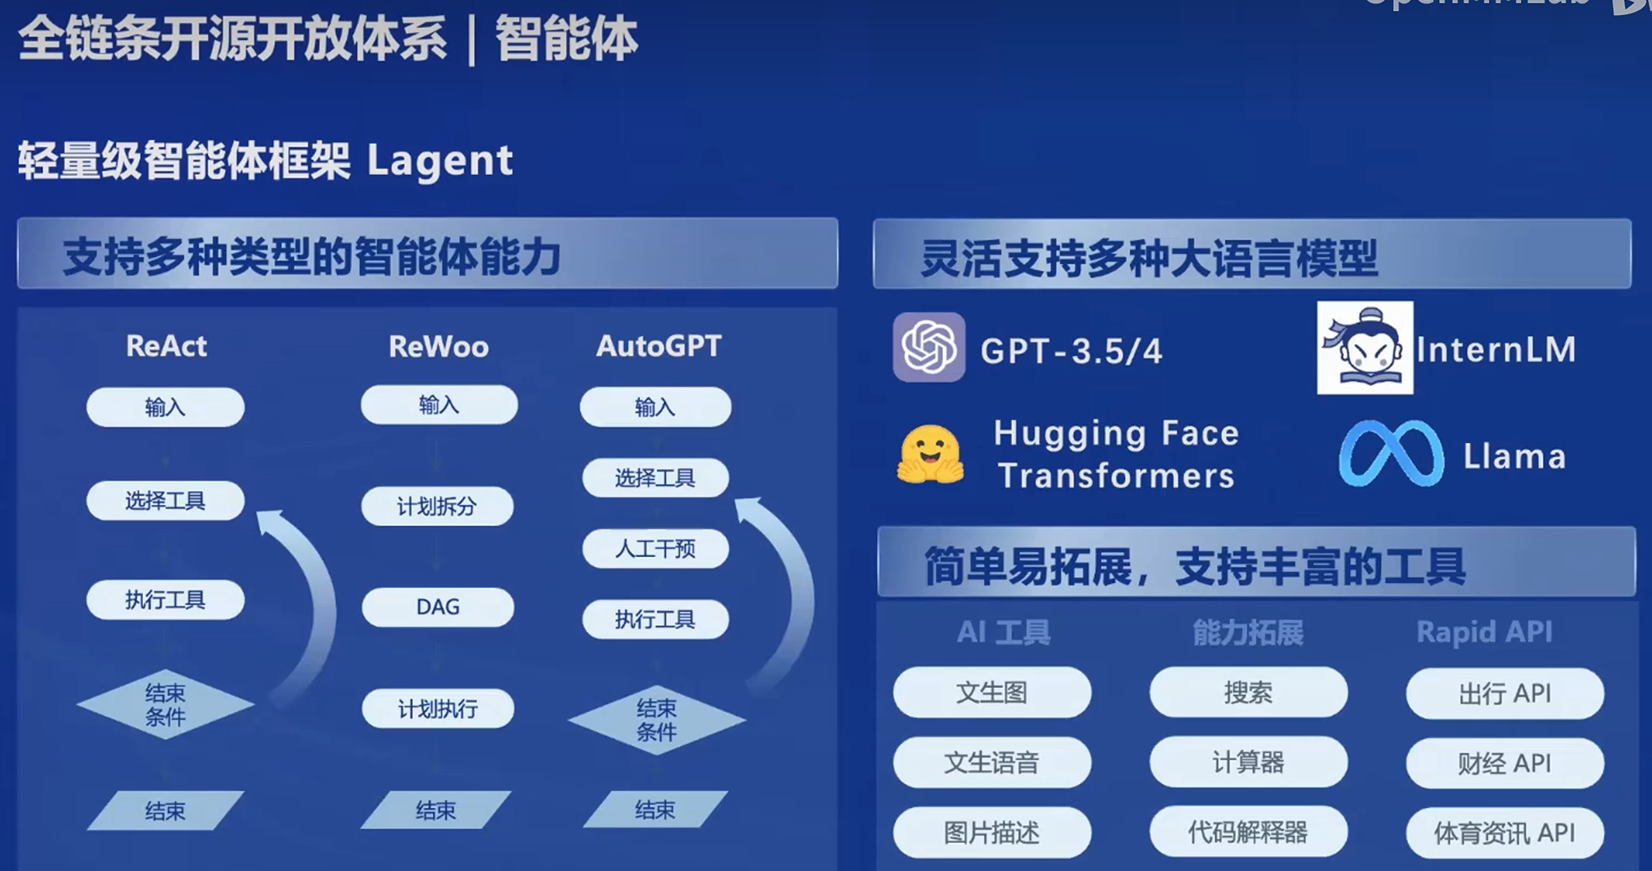 OpenMMLab
全链条开源开放体系 | 智能体
轻量级智能体框架 Lagent
支持多种类型的智能体能力
ReAct
输入
选择工具
执行工具
结束
条件
结束
ReWoo
输入
计划拆分
DAG
计划执行
结束
AutoGPT
输入
选择工具
人工干预
执行工具
结束
条件
结束
灵活支持多种大语言模型
GPT-3.5/4
InternLM
Hugging Face
Transformers
Llama
简单易拓展，支持丰富的工具
AI 工具
文生图
文生语音
图片描述
能力拓展
搜索
计算器
代码解释器
Rapid API
出行 API
财经 API
体育资讯 API